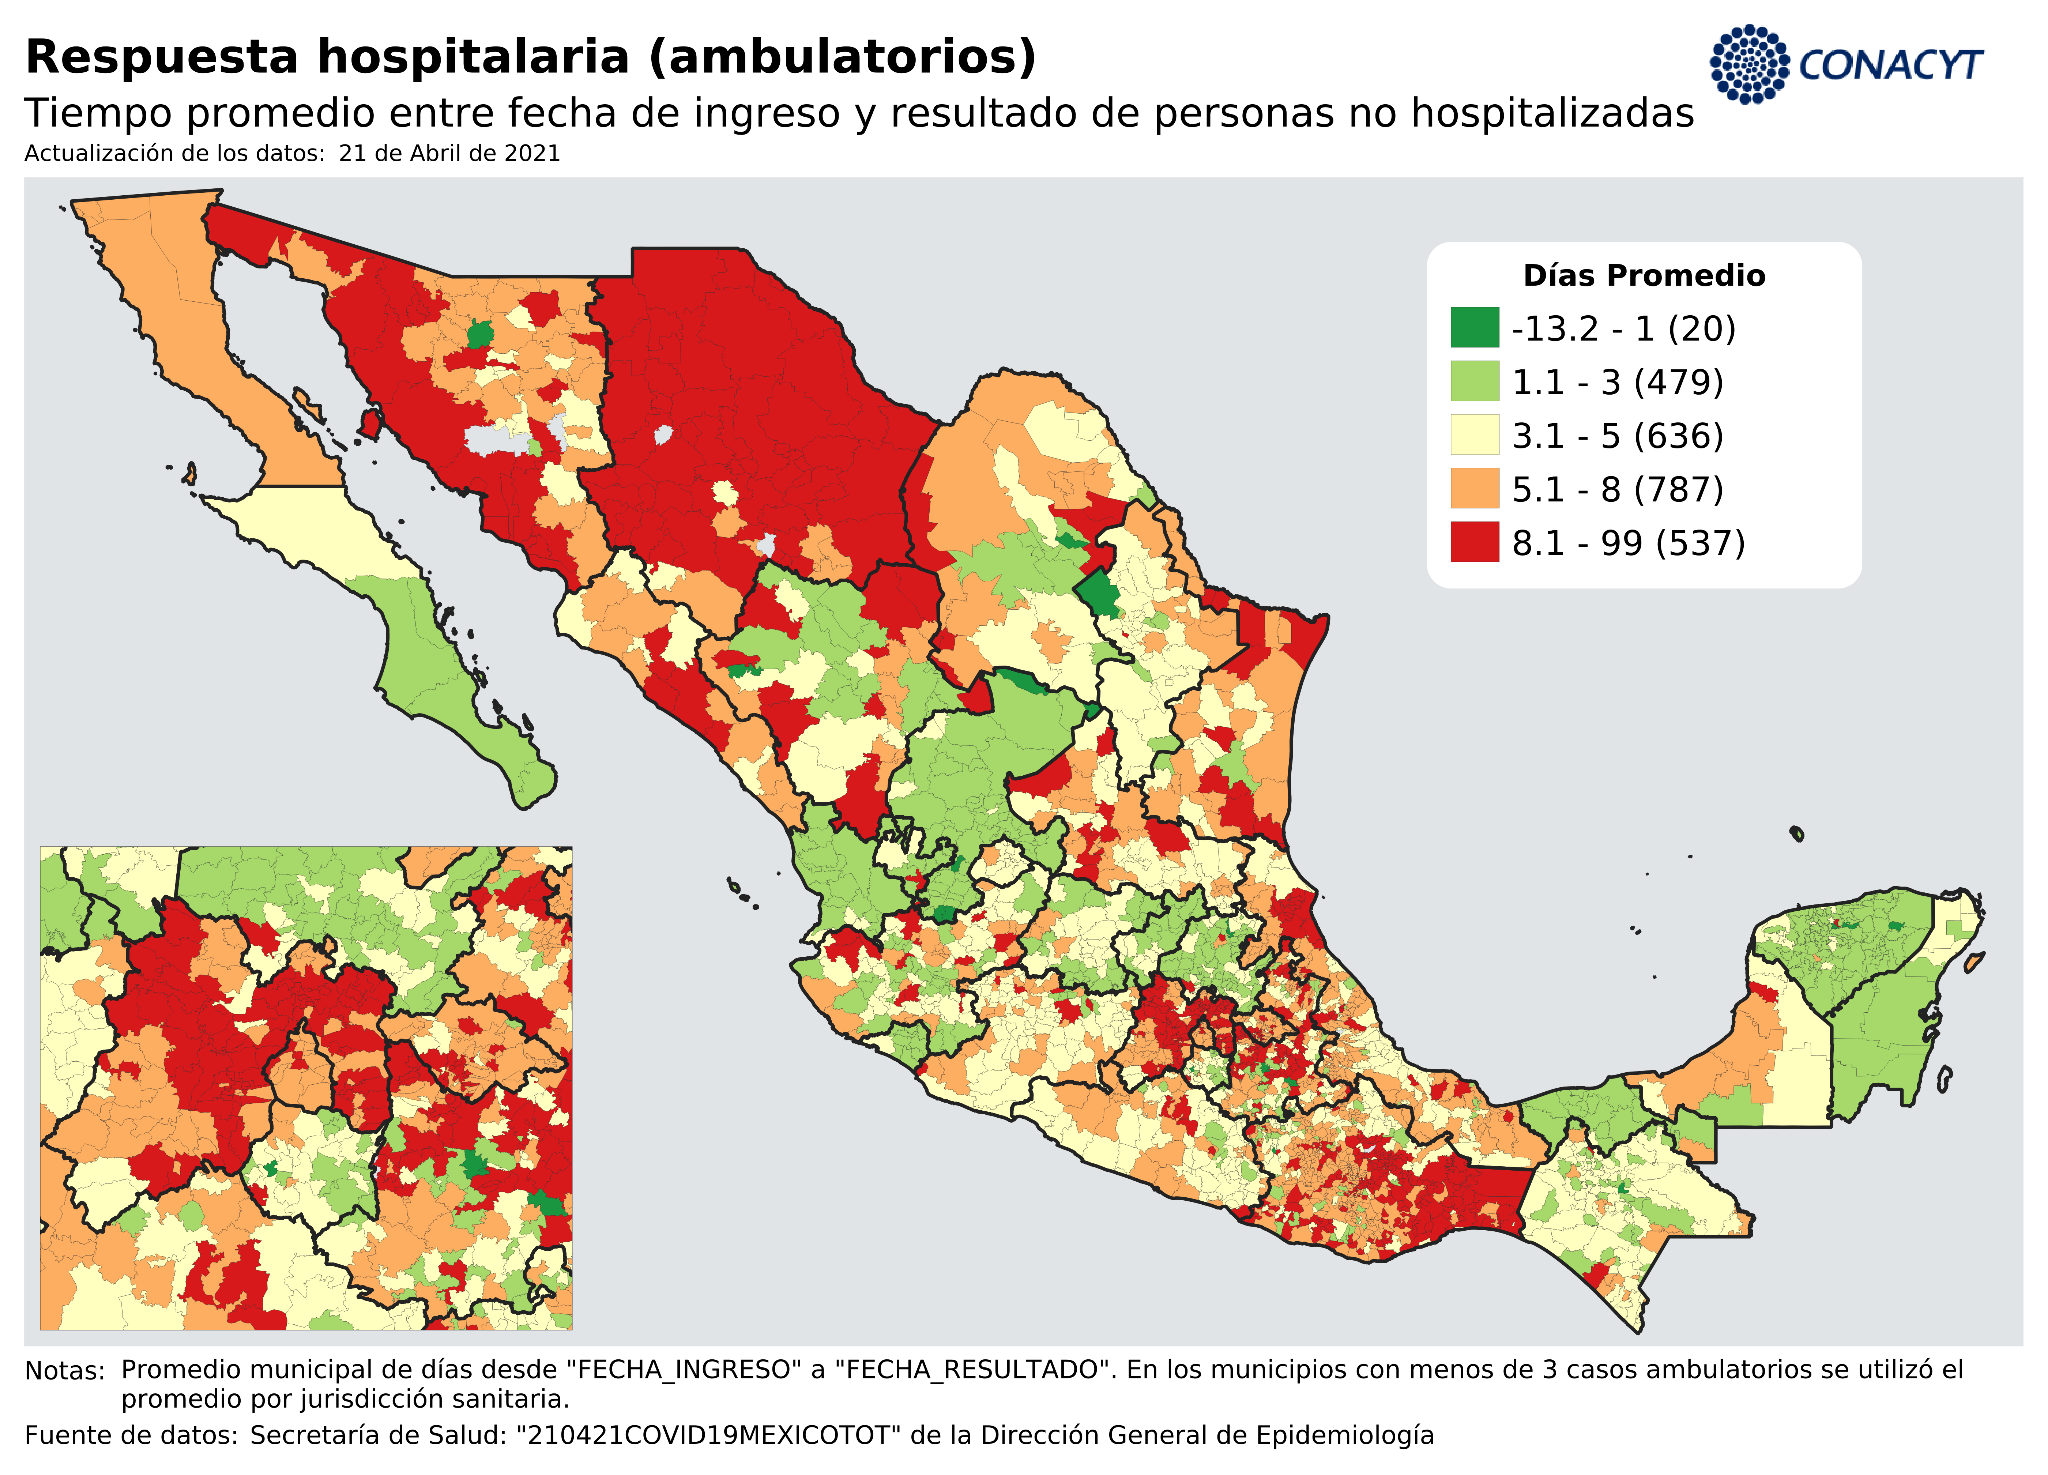 Respuesta hospitalaria (ambulatorios)
CONACYT
Tiempo promedio entre fecha de ingreso y resultado de personas no hospitalizadas
Actualización de los datos: 21 de Abril de 2021
Días Promedio
-13.2 - 1 (20)
1.1 - 3 (479)
3.1 - 5 (636)
5.1 - 8 (787)
8.1 - 99 (537)
Notas: Promedio municipal de días desde "FECHA_INGRESO" a "FECHA_RESULTADO". En los municipios con menos de 3 casos ambulatorios se utilizó el
promedio por jurisdicción sanitaria.
Fuente de datos: Secretaría de Salud: "210421COVID19MEXICOTOT" de la Dirección General de Epidemiología